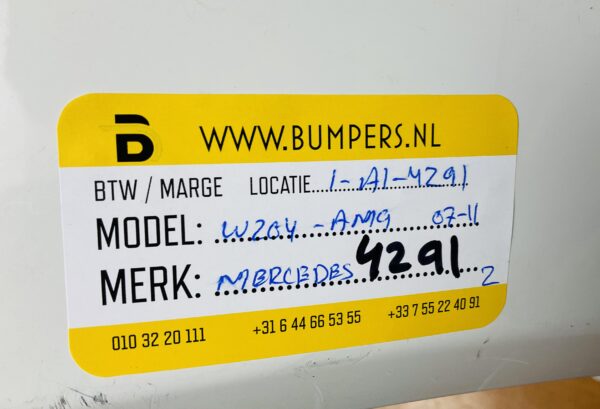 WWW.BUMPERS.NL
BTW / MARGE LOCATIE...1-A1-4291
MODEL: W204-AMG 07-11
MERK: MERCEDES 4291 2
010 32 20 111 +31 6 44 66 53 55 +33 7 55 22 40 91